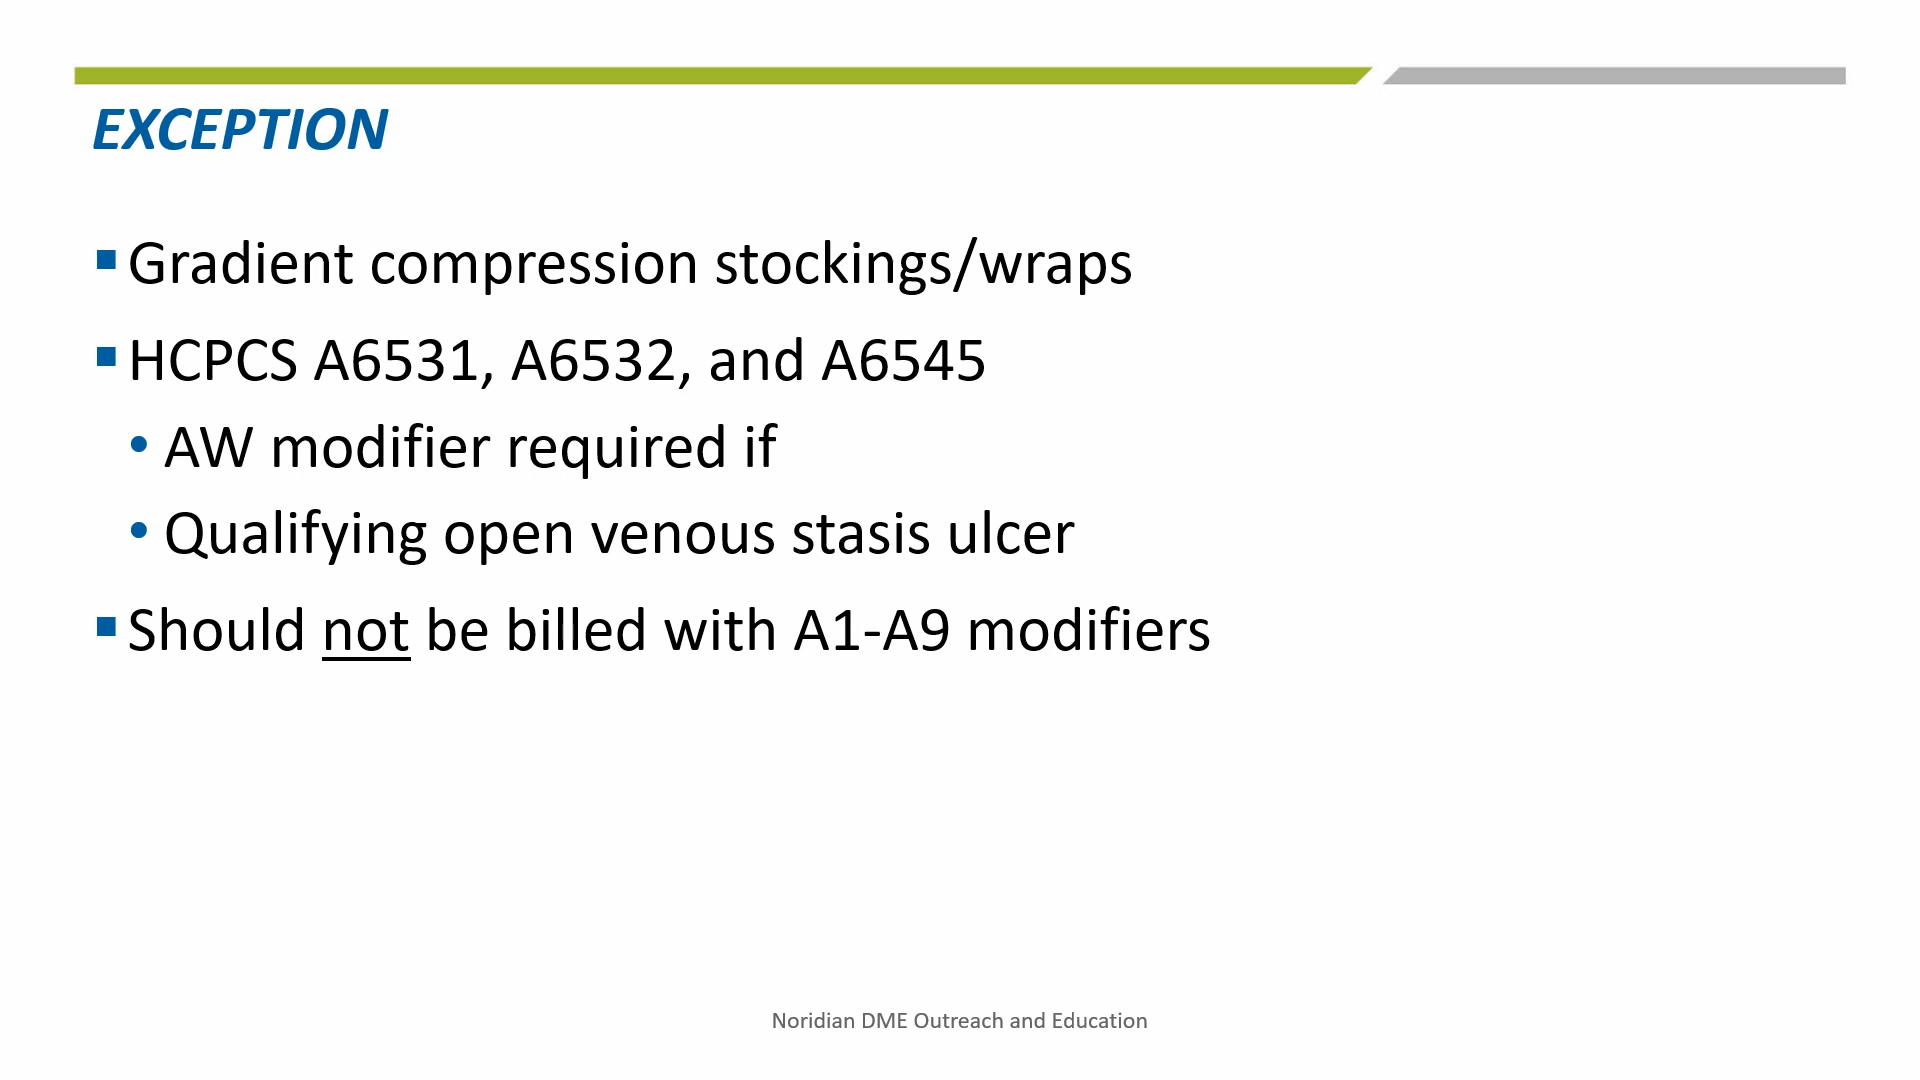 EXCEPTION
Gradient compression stockings/wraps
HCPCS A6531, A6532, and A6545
AW modifier required if
Qualifying open venous stasis ulcer
Should not be billed with A1-A9 modifiers
Noridian DME Outreach and Education